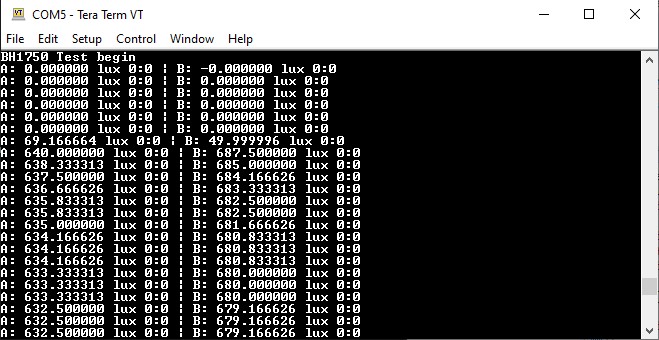 COM5 - Tera Term VT
File Edit Setup Control Window Help
BH1750 Test begin
A: 0.000000 lux 0:0 ¦ B: -0.000000 lux 0:0
A: 0.000000 lux 0:0 ¦ B: 0.000000 lux 0:0
A: 0.000000 lux 0:0 ¦ B: 0.000000 lux 0:0
A: 0.000000 lux 0:0 ¦ B: 0.000000 lux 0:0
A: 0.000000 lux 0:0 ¦ B: 0.000000 lux 0:0
A: 0.000000 lux 0:0 ¦ B: 0.000000 lux 0:0
A: 69.166664 lux 0:0 ¦ B: 49.999996 lux 0:0
A: 640.000000 lux 0:0 ¦ B: 687.500000 lux 0:0
A: 638.333313 lux 0:0 ¦ B: 685.000000 lux 0:0
A: 637.500000 lux 0:0 ¦ B: 684.166626 lux 0:0
A: 636.666626 lux 0:0 ¦ B: 683.333313 lux 0:0
A: 635.833313 lux 0:0 ¦ B: 682.500000 lux 0:0
A: 635.833313 lux 0:0 ¦ B: 682.500000 lux 0:0
A: 635.000000 lux 0:0 ¦ B: 681.666626 lux 0:0
A: 634.166626 lux 0:0 ¦ B: 680.833313 lux 0:0
A: 634.166626 lux 0:0 ¦ B: 680.833313 lux 0:0
A: 634.166626 lux 0:0 ¦ B: 680.833313 lux 0:0
A: 633.333313 lux 0:0 ¦ B: 680.000000 lux 0:0
A: 633.333313 lux 0:0 ¦ B: 680.000000 lux 0:0
A: 633.333313 lux 0:0 ¦ B: 680.000000 lux 0:0
A: 632.500000 lux 0:0 ¦ B: 679.166626 lux 0:0
A: 632.500000 lux 0:0 ¦ B: 679.166626 lux 0:0
A: 632.500000 lux 0:0 ¦ B: 679.166626 lux 0:0